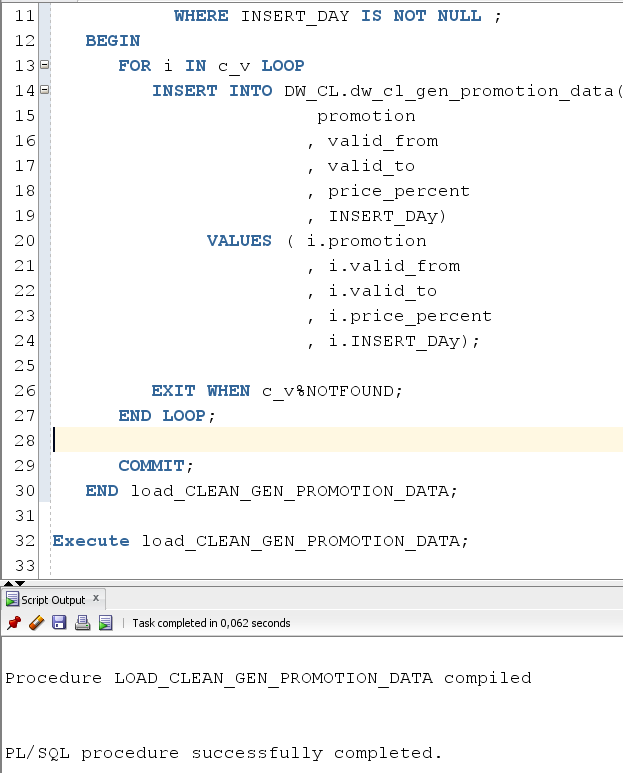 11 WHERE INSERT_DAY IS NOT NULL ;
12 BEGIN
13 FOR i IN c_v LOOP
14 INSERT INTO DW_CL.dw_cl_gen_promotion_data(
15 promotion
16 , valid_from
17 , valid_to
18 , price_percent
19 , INSERT_DAy)
20 VALUES ( i.promotion
21 , i.valid_from
22 , i.valid_to
23 , i.price_percent
24 , i.INSERT_DAy);
25
26 EXIT WHEN c_v%NOTFOUND;
27 END LOOP;
28
29 COMMIT;
30 END load_CLEAN_GEN_PROMOTION_DATA;
31
32 Execute load_CLEAN_GEN_PROMOTION_DATA;
33
Script Output x
Task completed in 0,062 seconds
Procedure LOAD_CLEAN_GEN_PROMOTION_DATA compiled
PL/SQL procedure successfully completed.